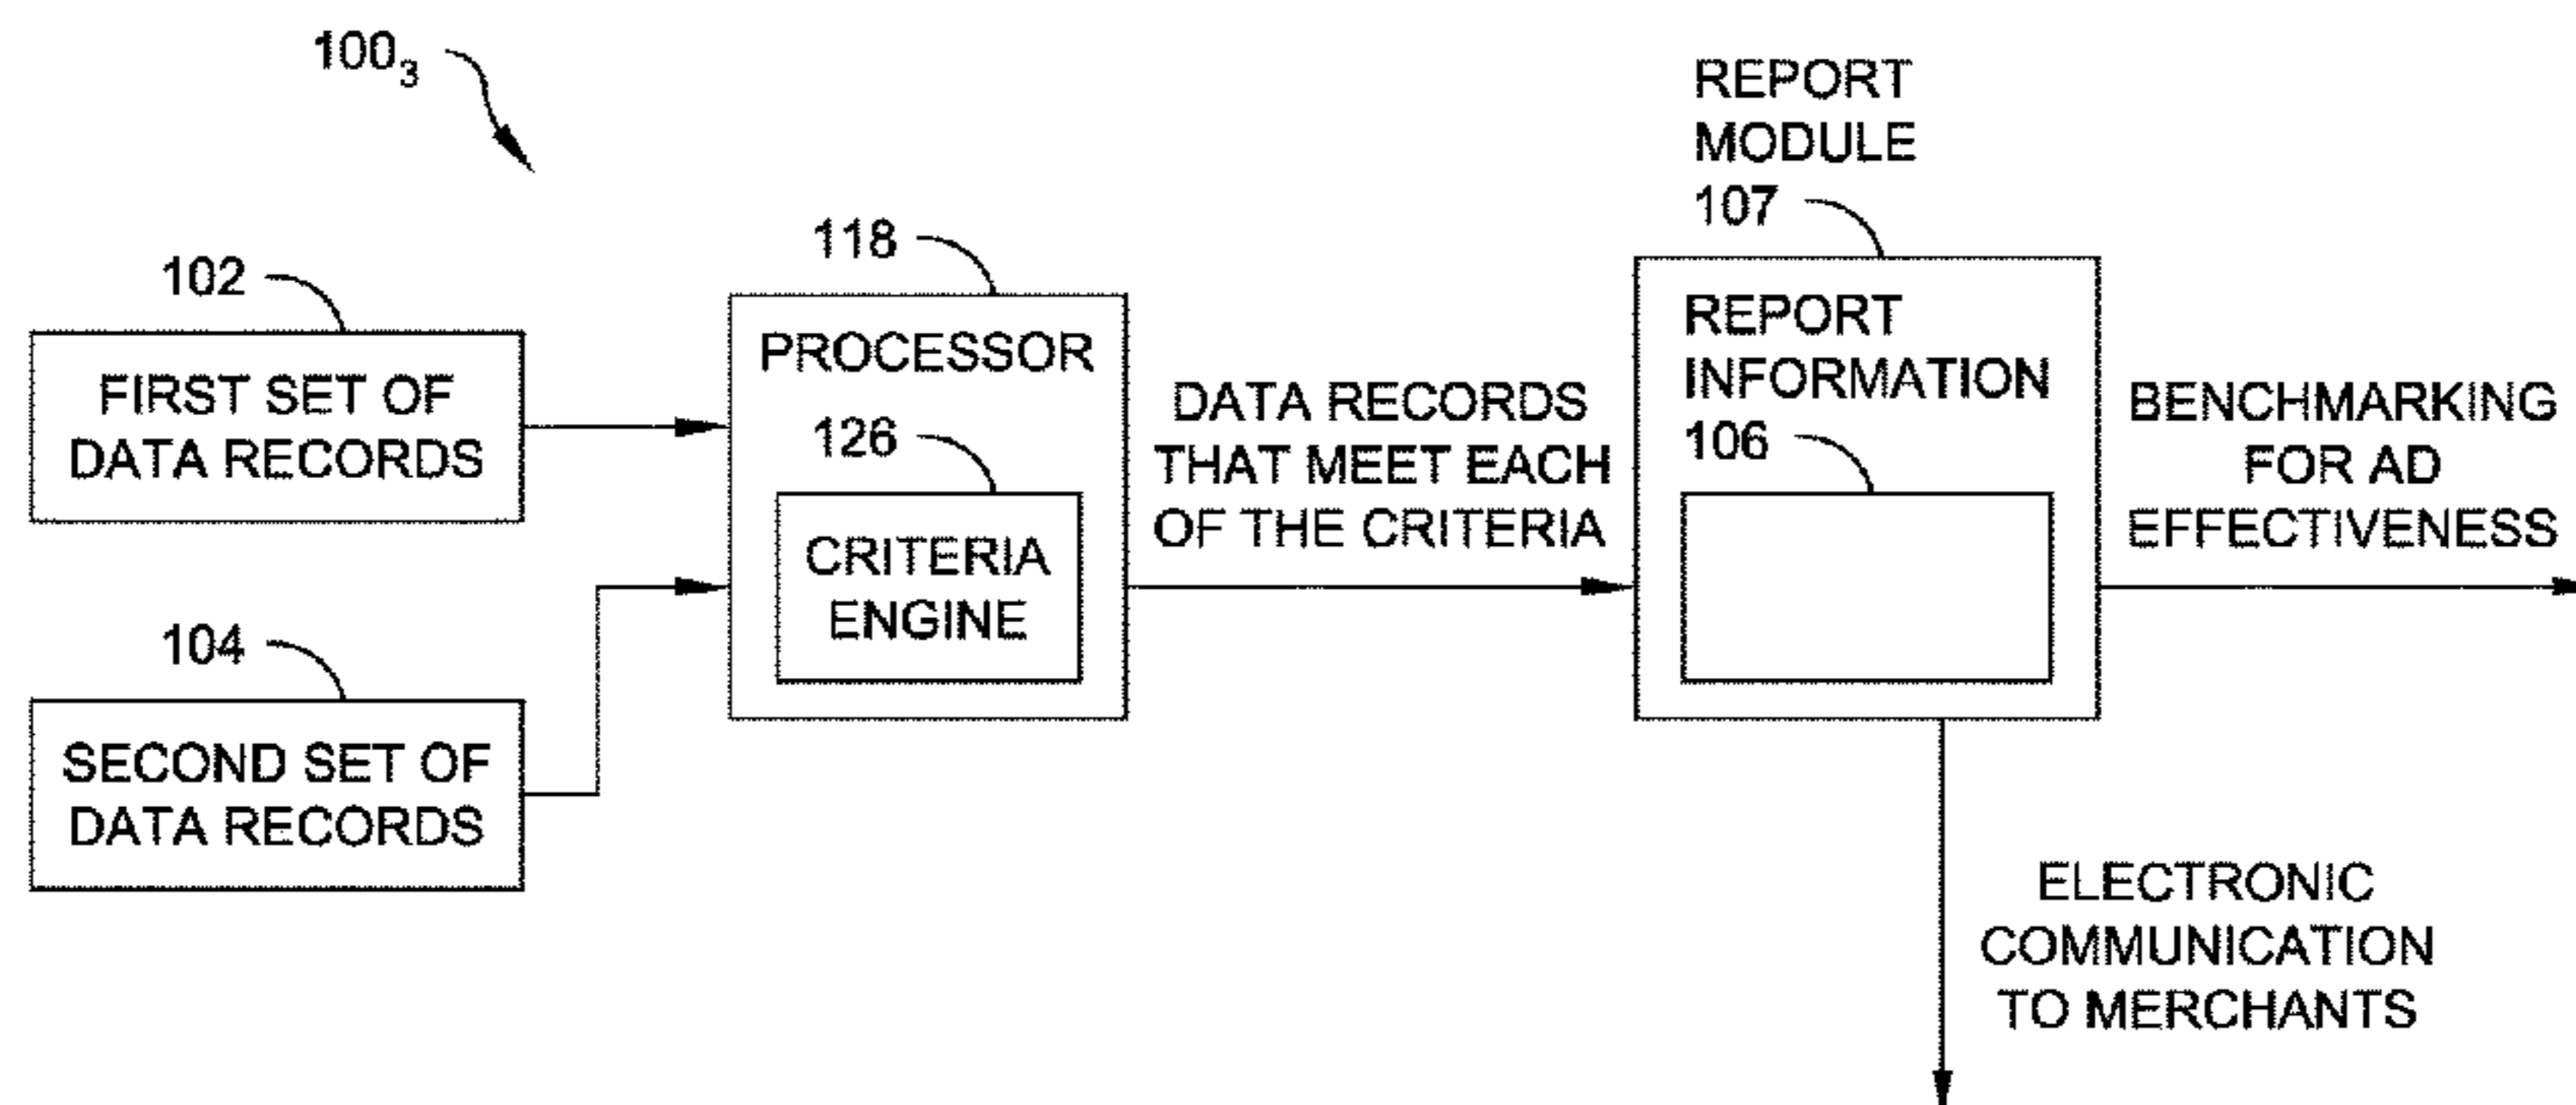 100₃
102
FIRST SET OF
DATA RECORDS
104
SECOND SET OF
DATA RECORDS
118
PROCESSOR
126
CRITERIA
ENGINE
DATA RECORDS
THAT MEET EACH
OF THE CRITERIA
REPORT
MODULE
107
REPORT
INFORMATION
106
BENCHMARKING
FOR AD
EFFECTIVENESS
ELECTRONIC
COMMUNICATION
TO MERCHANTS